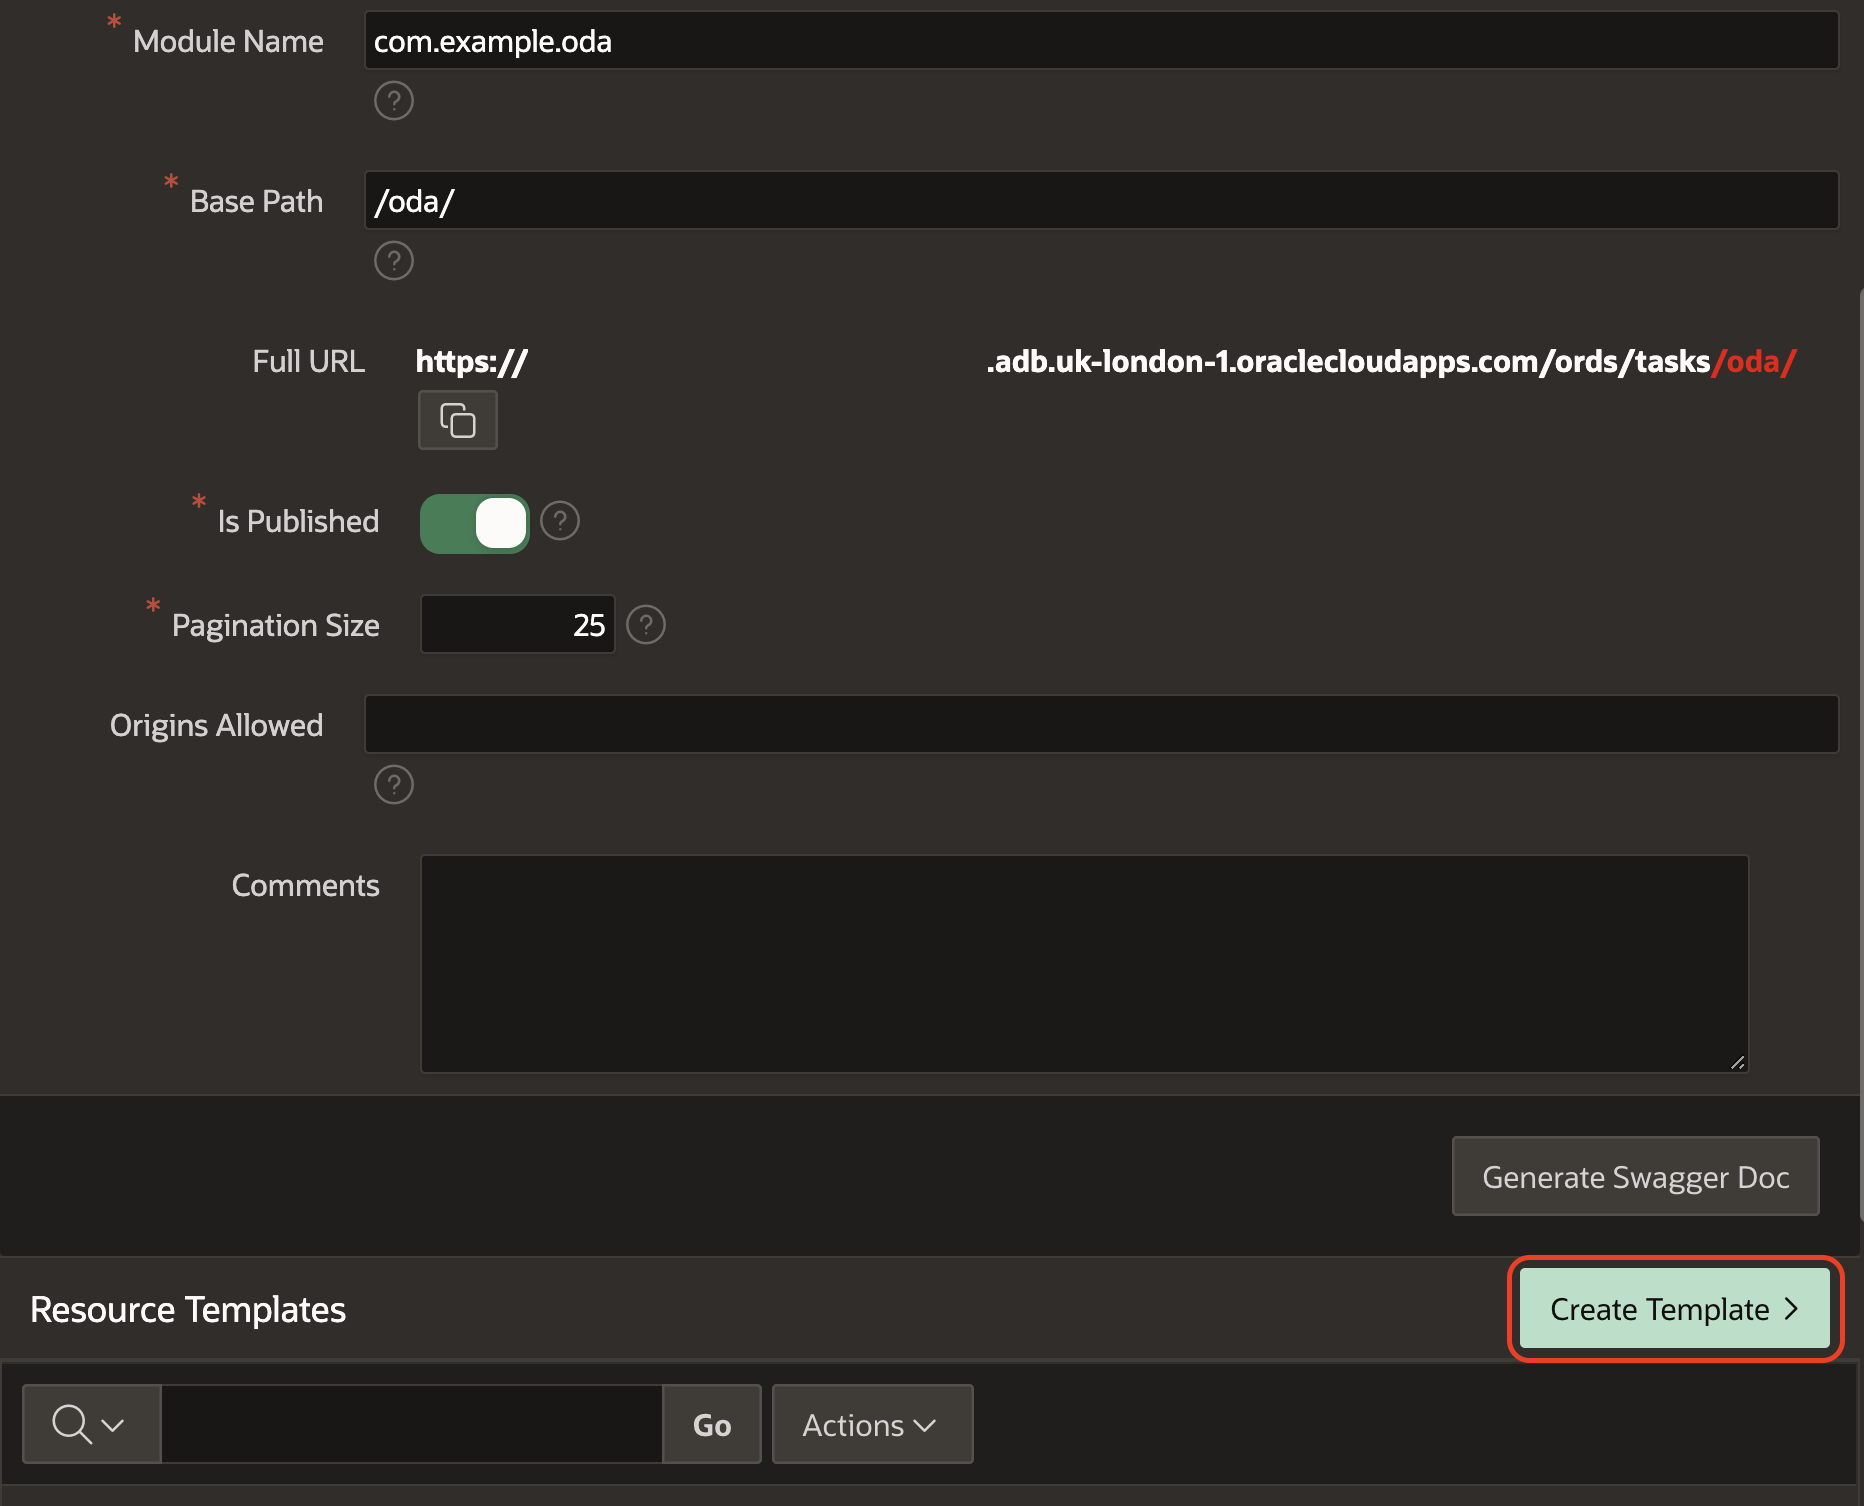 * Module Name com.example.oda
?
* Base Path /oda/
?
Full URL https:// .adb.uk-london-1.oraclecloudapps.com/ords/tasks/oda/
* Is Published ?
* Pagination Size 25 ?
Origins Allowed
?
Comments
Generate Swagger Doc
Resource Templates Create Template >
Go Actions